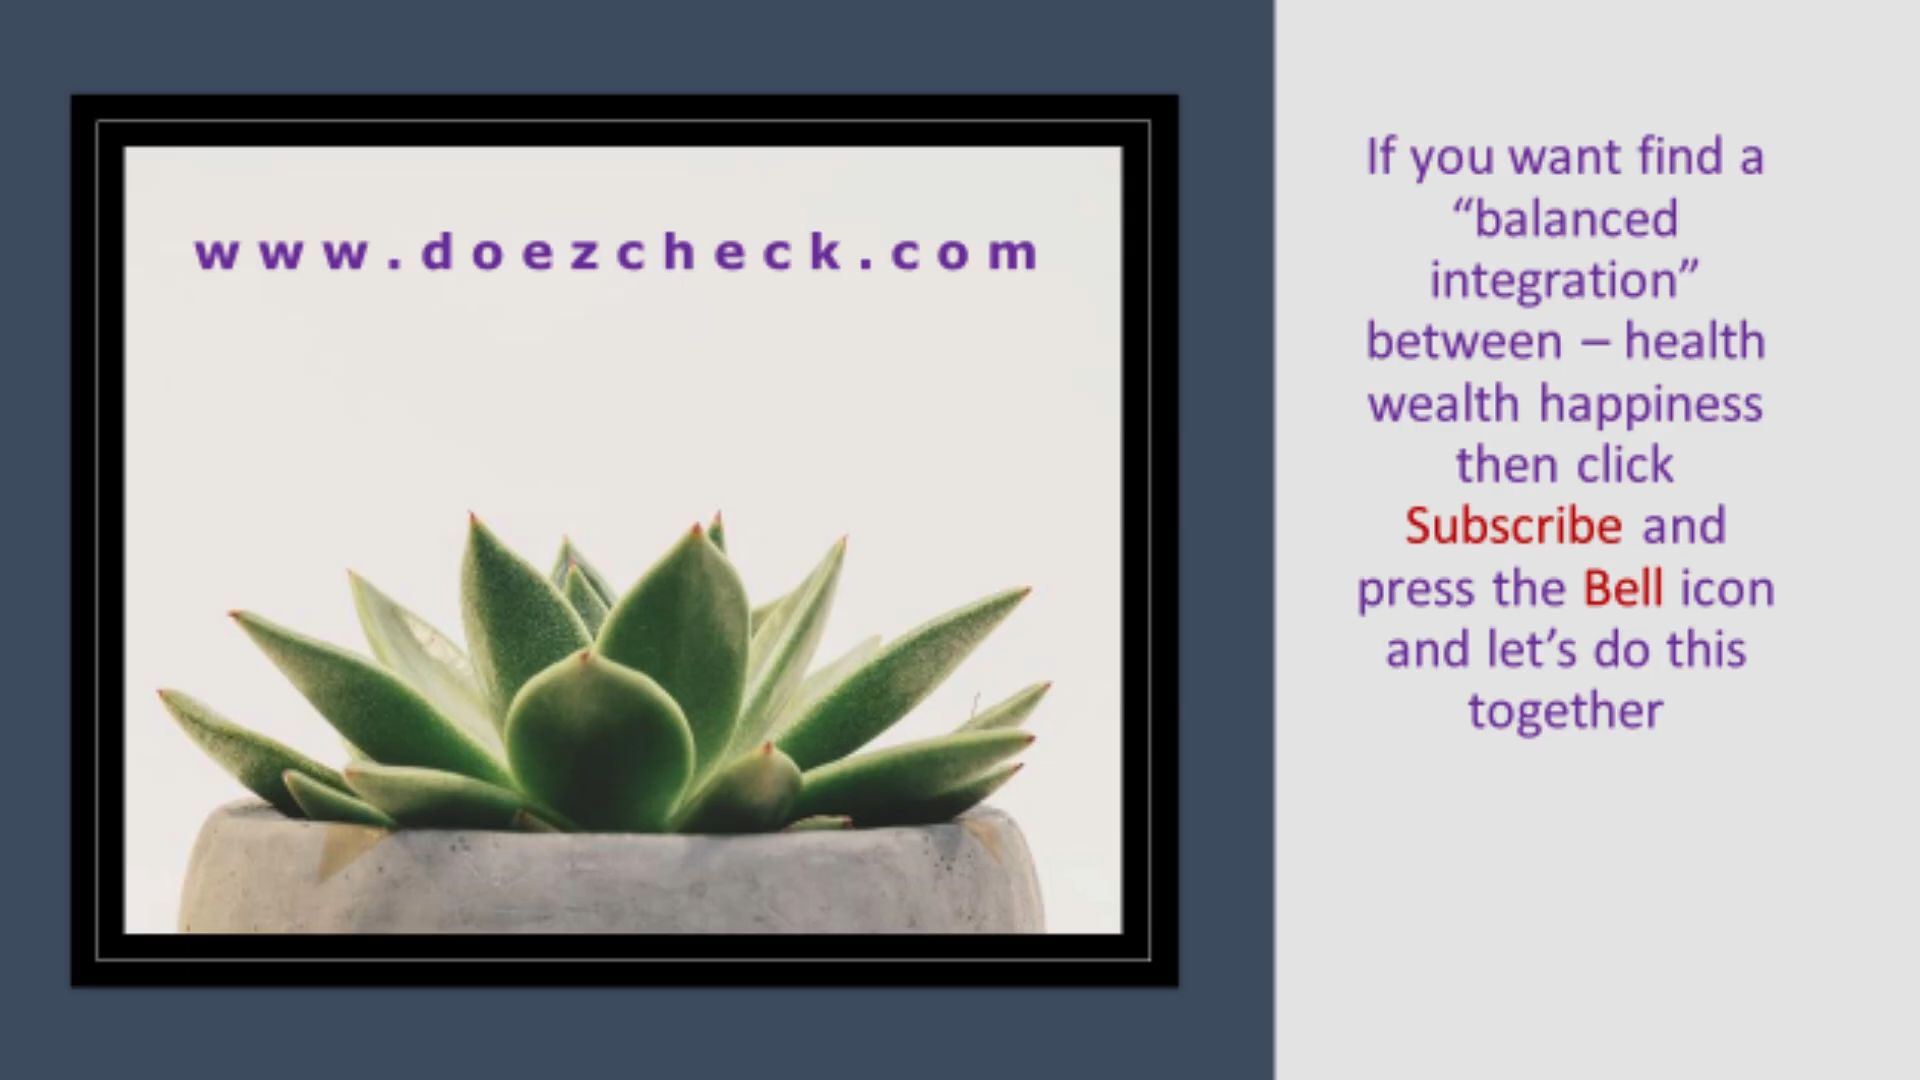 www.doezcheck.com
If you want find a
“balanced
integration”
between – health
wealth happiness
then click
Subscribe and
press the Bell icon
and let’s do this
together